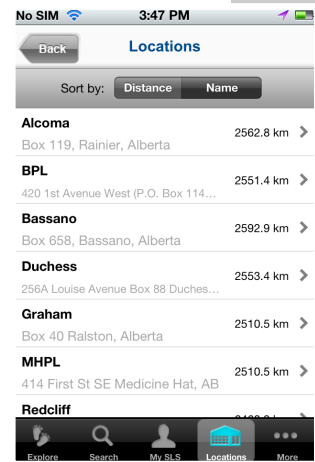 No SIM 3:47 PM
Back Locations
Sort by: Distance Name
Alcoma
2562.8 km
Box 119, Rainier, Alberta
BPL
2551.4 km
420 1st Avenue West (P.O. Box 114...
Bassano
2592.9 km
Box 658, Bassano, Alberta
Duchess
2553.4 km
256A Louise Avenue Box 88 Duches...
Graham
2510.5 km
Box 40 Ralston, Alberta
MHPL
2510.5 km
414 First St SE Medicine Hat, AB
Redcliff
Explore Search My SLS Locations More